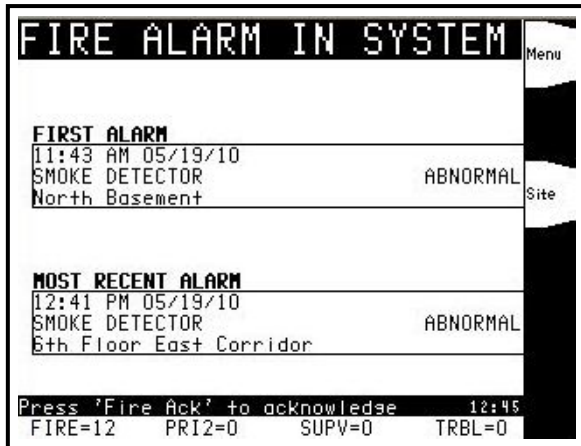 FIRE ALARM IN SYSTEM
Menu
FIRST ALARM
11:43 AM 05/19/10
SMOKE DETECTOR ABNORMAL
North Basement
Site
MOST RECENT ALARM
12:41 PM 05/19/10
SMOKE DETECTOR ABNORMAL
6th Floor East Corridor
Press 'Fire Ack' to acknowledge 12:45
FIRE=12 PRI2=0 SUPV=0 TRBL=0